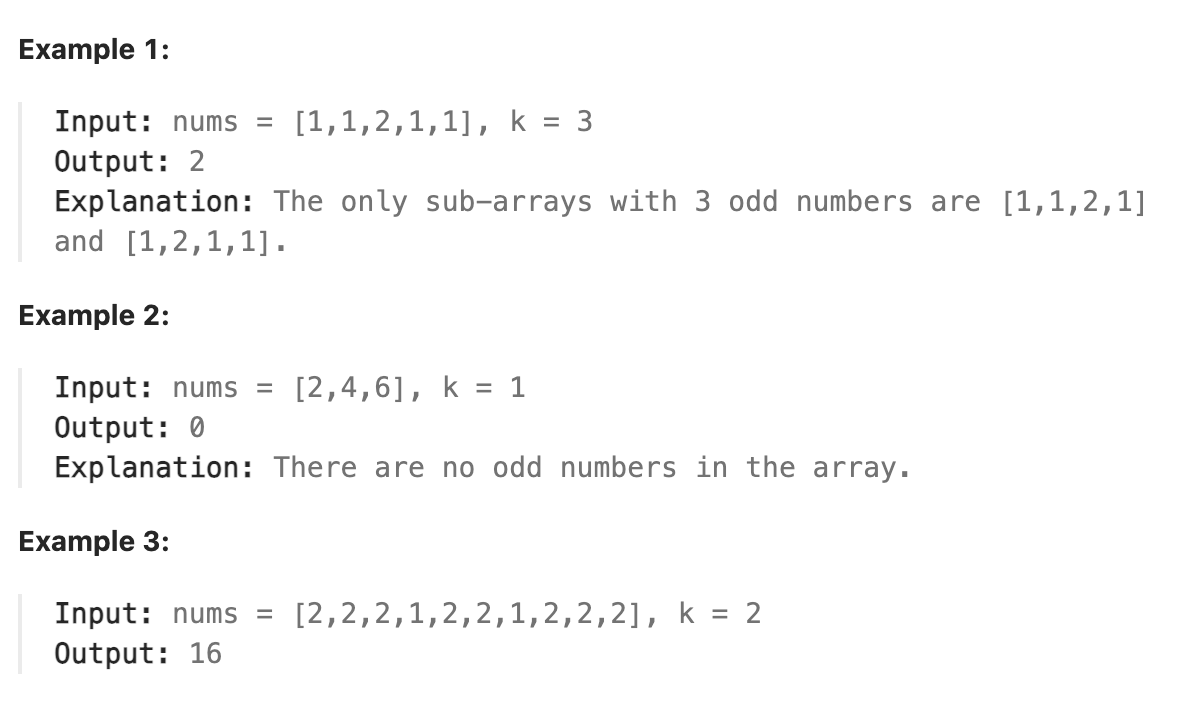 Example 1:
Input: nums = [1,1,2,1,1], k = 3
Output: 2
Explanation: The only sub-arrays with 3 odd numbers are [1,1,2,1]
and [1,2,1,1].
Example 2:
Input: nums = [2,4,6], k = 1
Output: 0
Explanation: There are no odd numbers in the array.
Example 3:
Input: nums = [2,2,2,1,2,2,1,2,2,2], k = 2
Output: 16